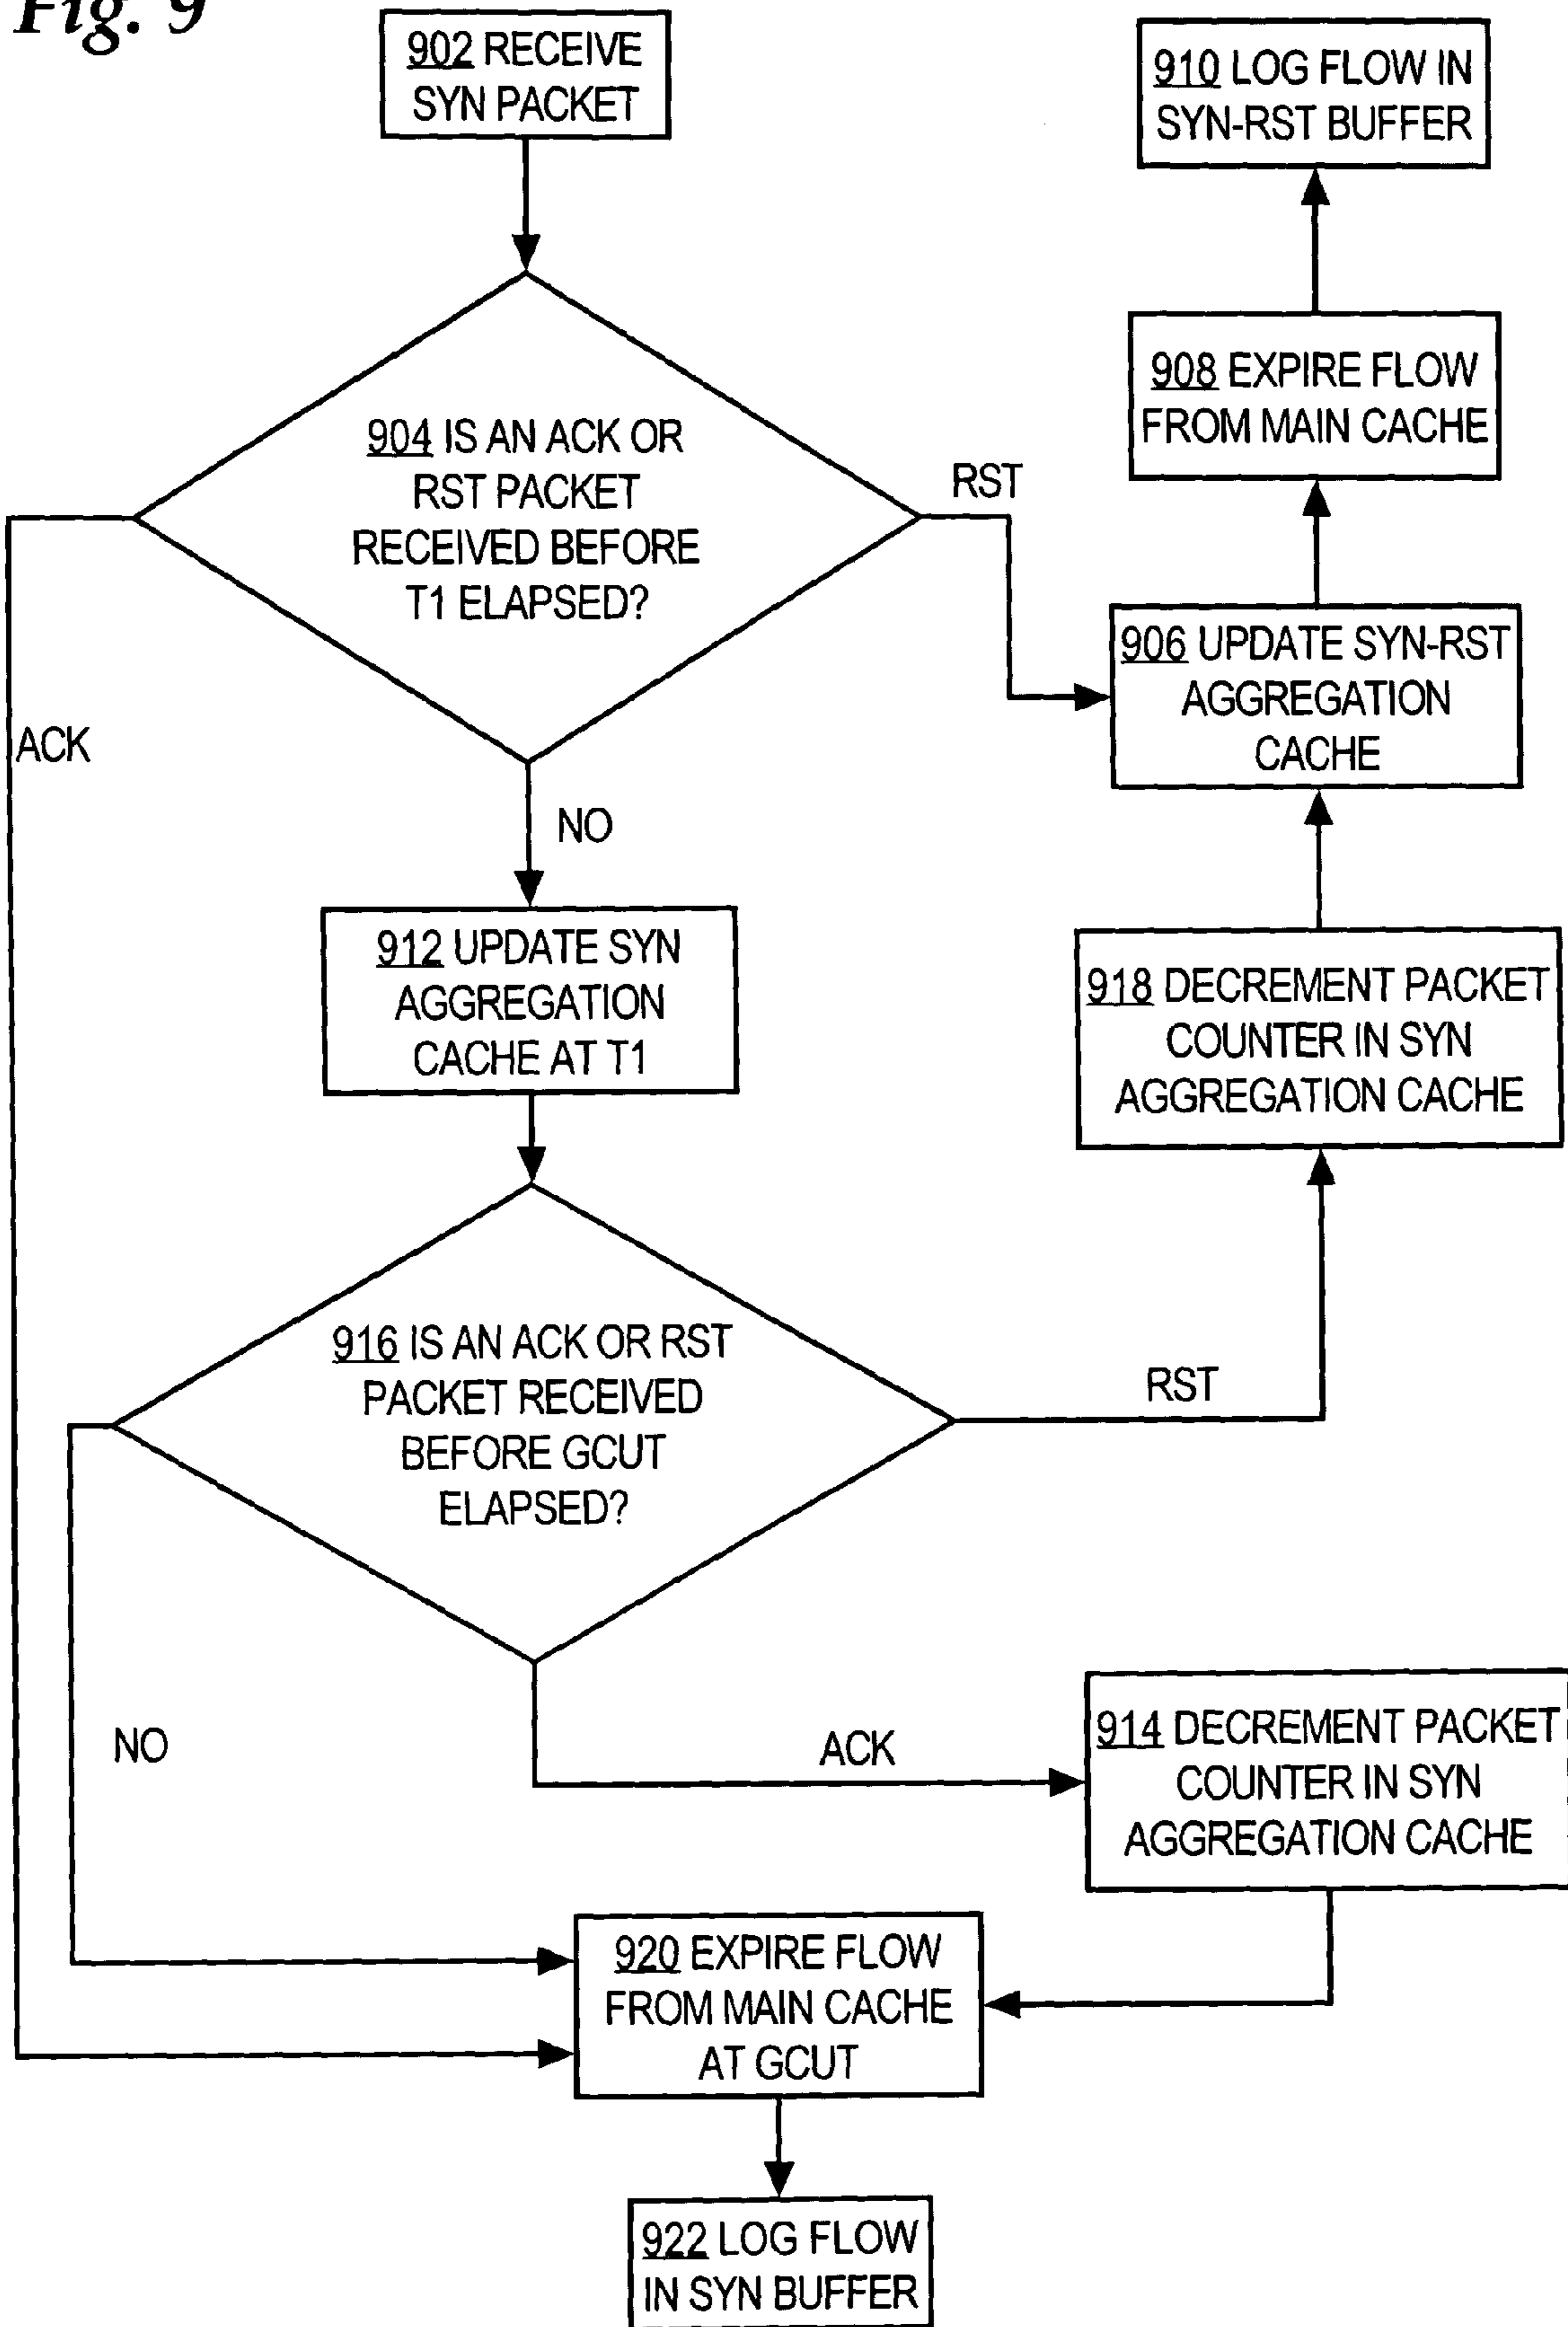 Fig. 9
902 RECEIVE
SYN PACKET
910 LOG FLOW IN
SYN-RST BUFFER
908 EXPIRE FLOW
FROM MAIN CACHE
904 IS AN ACK OR
RST PACKET
RECEIVED BEFORE
T1 ELAPSED?
RST
906 UPDATE SYN-RST
AGGREGATION
CACHE
ACK
NO
912 UPDATE SYN
AGGREGATION
CACHE AT T1
918 DECREMENT PACKET
COUNTER IN SYN
AGGREGATION CACHE
916 IS AN ACK OR RST
PACKET RECEIVED
BEFORE GCUT
ELAPSED?
RST
NO
ACK
914 DECREMENT PACKET
COUNTER IN SYN
AGGREGATION CACHE
920 EXPIRE FLOW
FROM MAIN CACHE
AT GCUT
922 LOG FLOW
IN SYN BUFFER